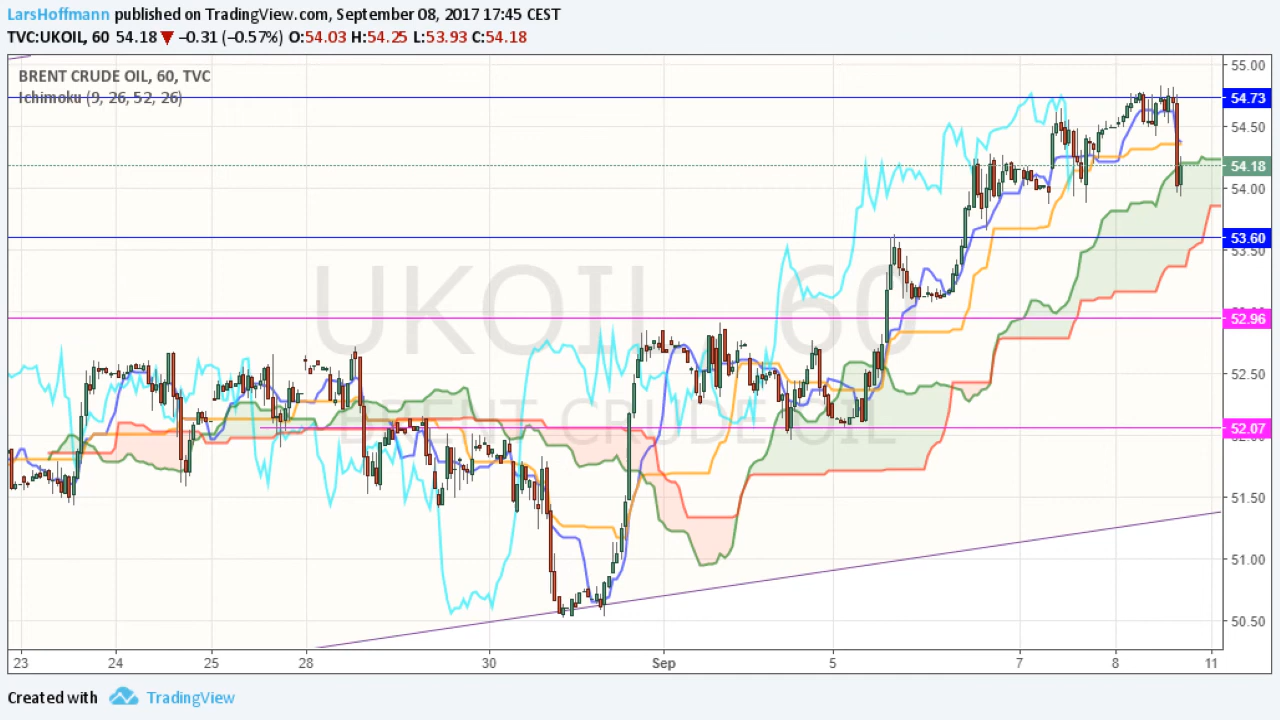 LarsHoffmann published on TradingView.com, September 08, 2017 17:45 CEST
TVC:UKOIL, 60 54.18 ▼ −0.31 (−0.57%) O:54.03 H:54.25 L:53.93 C:54.18
BRENT CRUDE OIL, 60, TVC
Ichimoku (9, 26, 52, 26)
UKOIL, 60
BRENT CRUDE OIL
55.00
54.73
54.50
54.18
54.00
53.60
53.50
52.96
52.50
52.07
51.50
51.00
50.50
23 24 25 28 30 Sep 5 7 8 11
Created with TradingView